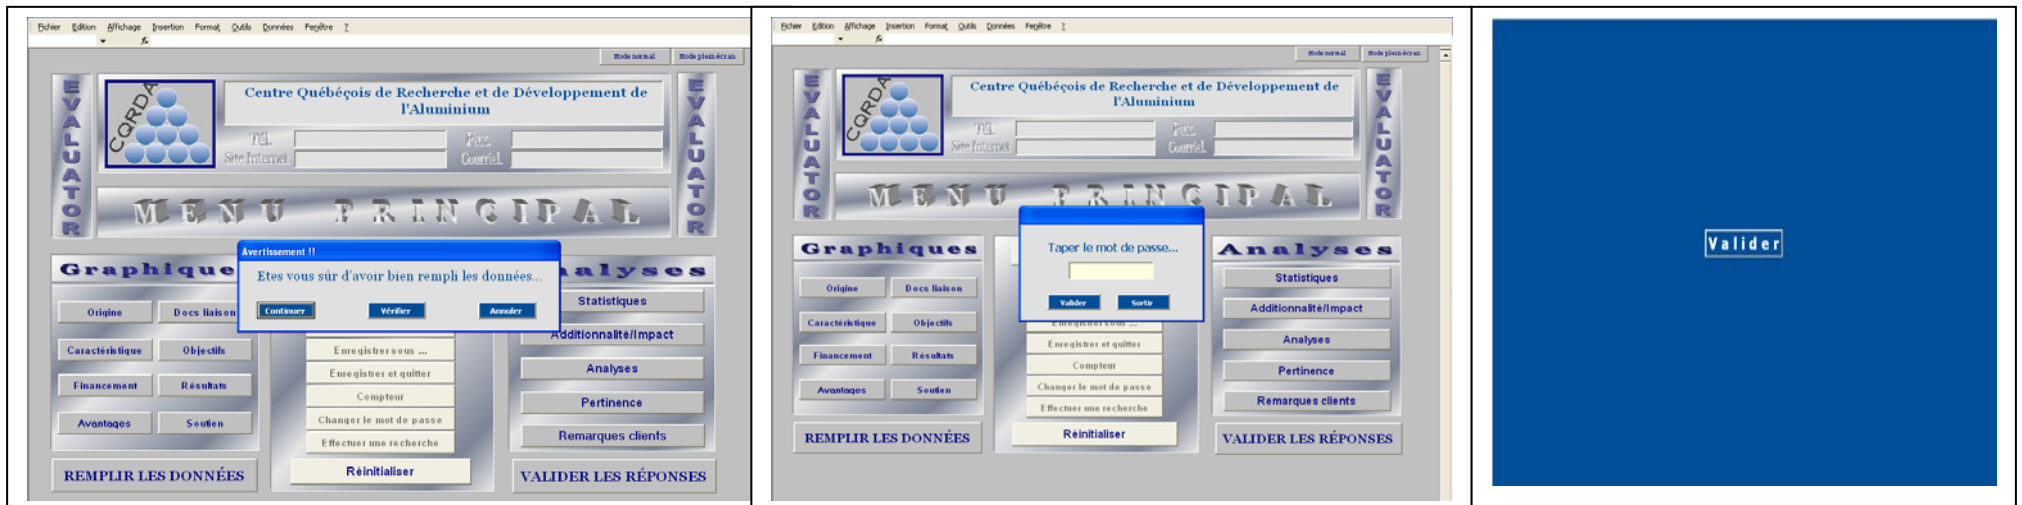 Fichier Edition Affichage Insertion Format Outils Données Fenêtre ?
fx
Mode normal Mode plein écran
EVALUATOR
CQRDA
Centre Québéçois de Recherche et de Développement de
l'Aluminium
Tél. Fax.
Site Internet. Courriel.
EVALUATOR
MENU PRINCIPAL
Avertissement !!
Etes vous sûr d'avoir bien rempli les données...
Continuer Vérifier Annuler
Graphique
Origine Docs liaison
Caractéristique Objectifs
Financement Résultats
Avantages Soutien
REMPLIR LES DONNÉES
Enregistrer sous ...
Enregistrer et quitter
Compteur
Changer le mot de passe
Effectuer une recherche
Réinitialiser
nalyses
Statistiques
Additionnalité/Impact
Analyses
Pertinence
Remarques clients
VALIDER LES RÉPONSES
Fichier Edition Affichage Insertion Format Outils Données Fenêtre ?
fx
Mode normal Mode plein écran
EVALUATOR
CQRDA
Centre Québéçois de Recherche et de Développement de
l'Aluminium
Tél. Fax.
Site Internet. Courriel.
EVALUATOR
MENU PRINCIPAL
Taper le mot de passe...
Valider Sortir
Graphiques
Origine Docs liaison
Caractéristique Objectifs
Financement Résultats
Avantages Soutien
REMPLIR LES DONNÉES
Enregistrer sous ...
Enregistrer et quitter
Compteur
Changer le mot de passe
Effectuer une recherche
Réinitialiser
Analyses
Statistiques
Additionnalité/Impact
Analyses
Pertinence
Remarques clients
VALIDER LES RÉPONSES
Valider